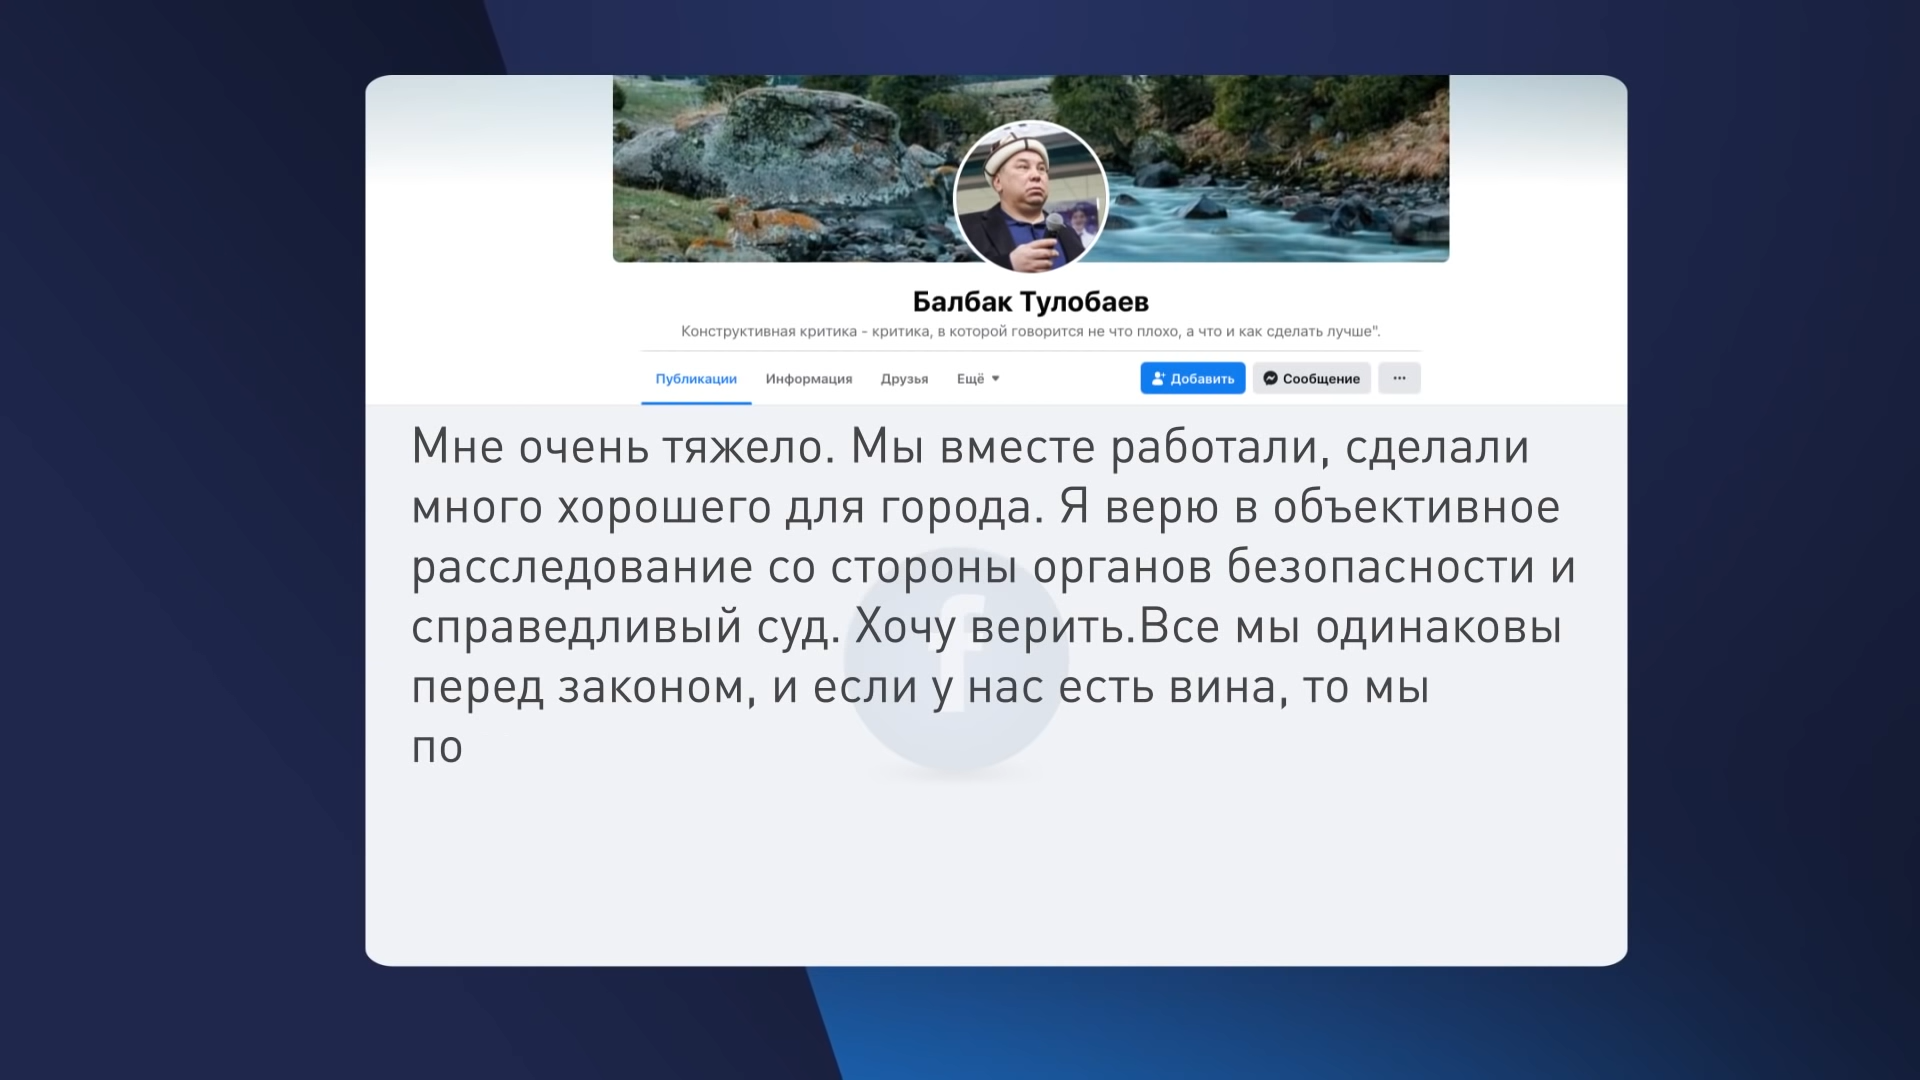 Балбак Тулобаев
Конструктивная критика - критика, в которой говорится не что плохо, а что и как сделать лучше".
Публикации Информация Друзья Ещё Добавить Сообщение ...
Мне очень тяжело. Мы вместе работали, сделали
много хорошего для города. Я верю в объективное
расследование со стороны органов безопасности и
справедливый суд. Хочу верить.Все мы одинаковы
перед законом, и если у нас есть вина, то мы
по
f